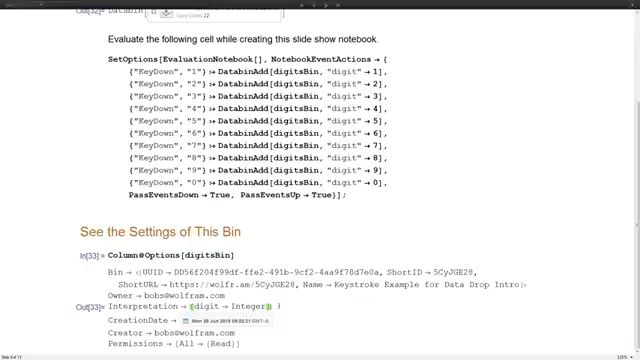 Out[32]= Databin[
Evaluate the following cell while creating this slide show notebook.
SetOptions[EvaluationNotebook[], NotebookEventActions → {
{"KeyDown", "1"} ⧴ DatabinAdd[digitsBin, "digit" → 1],
{"KeyDown", "2"} ⧴ DatabinAdd[digitsBin, "digit" → 2],
{"KeyDown", "3"} ⧴ DatabinAdd[digitsBin, "digit" → 3],
{"KeyDown", "4"} ⧴ DatabinAdd[digitsBin, "digit" → 4],
{"KeyDown", "5"} ⧴ DatabinAdd[digitsBin, "digit" → 5],
{"KeyDown", "6"} ⧴ DatabinAdd[digitsBin, "digit" → 6],
{"KeyDown", "7"} ⧴ DatabinAdd[digitsBin, "digit" → 7],
{"KeyDown", "8"} ⧴ DatabinAdd[digitsBin, "digit" → 8],
{"KeyDown", "9"} ⧴ DatabinAdd[digitsBin, "digit" → 9],
{"KeyDown", "0"} ⧴ DatabinAdd[digitsBin, "digit" → 0],
PassEventsDown → True, PassEventsUp → True}];
See the Settings of This Bin
In[33]:= Column@Options[digitsBin]
Bin → <|UUID → DD56f204f99df-ffe2-491b-9cf2-4aa9f78d7e0a, ShortID → 5CyJGE28,
ShortURL → https://wolfr.am/5CyJGE28, Name → Keystroke Example for Data Drop Intro|>
Owner → bobs@wolfram.com
Out[33]= Interpretation → {digit → Integer}
CreationDate →
Creator → bobs@wolfram.com
Permissions → {All → {Read}}
125%